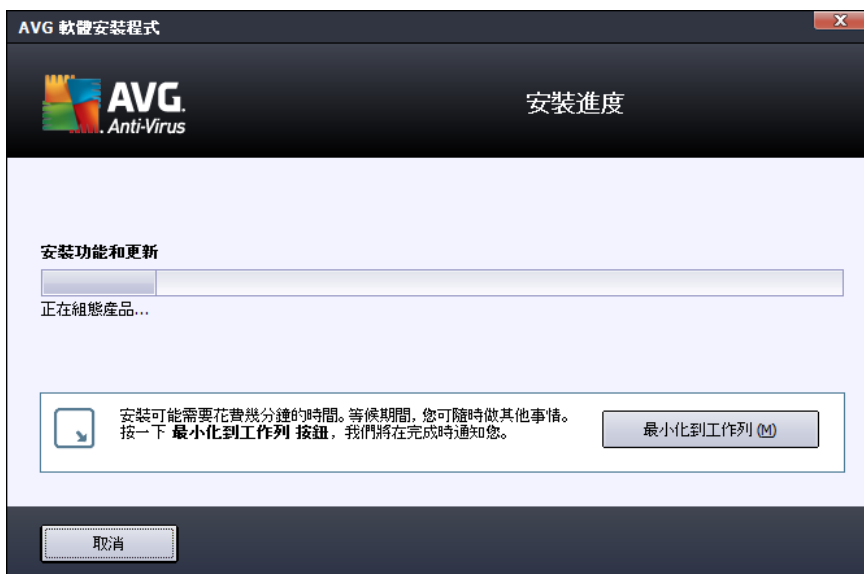 AVG 軟體安裝程式
AVG.
Anti-Virus
安裝進度
安裝功能和更新
正在組態產品...
安裝可能需要花費幾分鐘的時間。等候期間, 您可隨時做其他事情。
按一下 最小化到工作列 按鈕, 我們將在完成時通知您。
最小化到工作列 (M)
取消